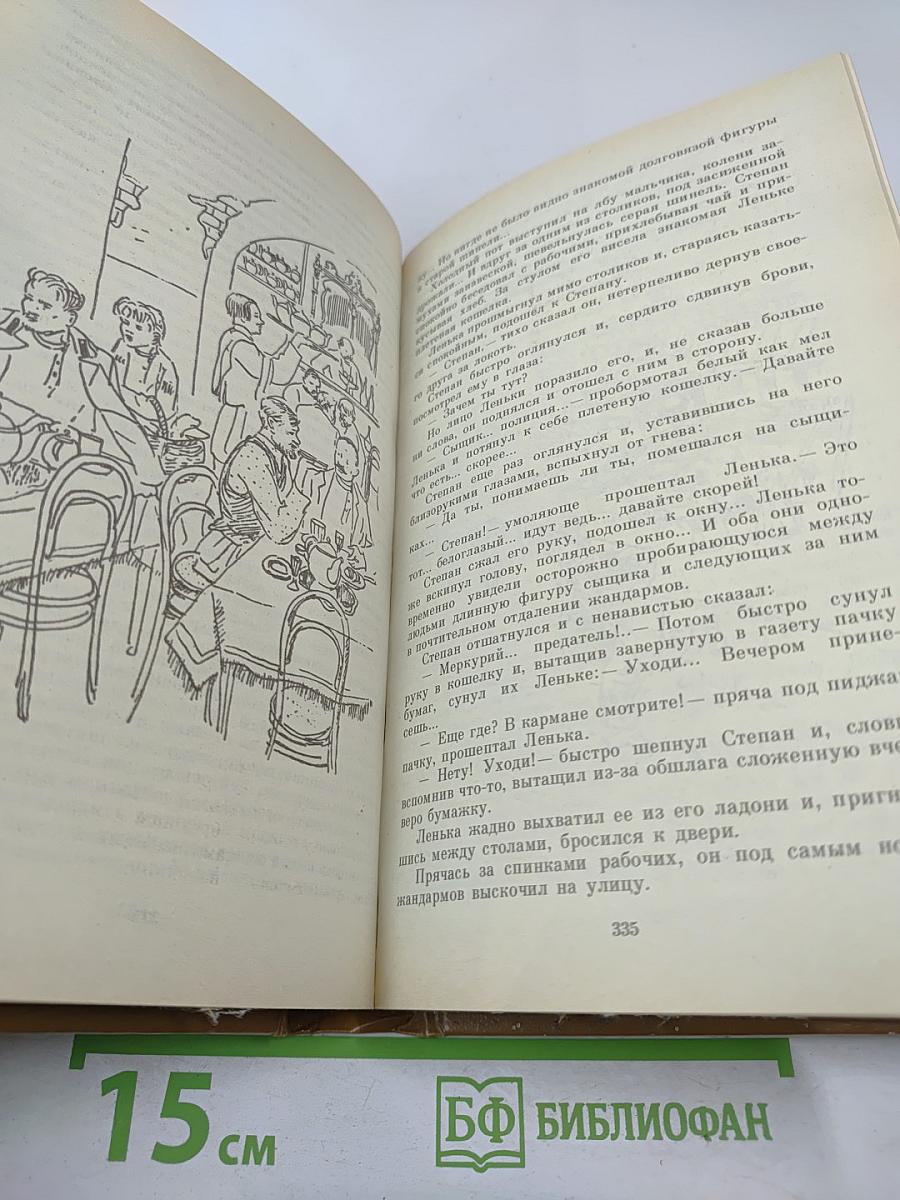 Но нигде не было видно знакомой долговязой фигуры
в старой шинели...
Холодный пот выступил на лбу мальчика, колени за-
дрожали... И вдруг за одним из столиков, под засиженной
мухами занавеской, шевельнулась серая шинель. Степан
спокойно беседовал с рабочими, прихлебывая чай и при-
кусывая хлеб. За стулом его висела знакомая Леньке
плетеная кошелка.
Ленька прошмыгнул мимо столиков и, стараясь казать-
ся спокойным, подошел к Степану.
— Степан,— тихо сказал он, нетерпеливо дернув свое-
го друга за локоть.
Степан быстро оглянулся и, сердито сдвинув брови,
посмотрел ему в глаза:
— Зачем ты тут?
Но лицо Леньки поразило его, и, не сказав больше
ни слова, он поднялся и отошел с ним в сторону.
— Сыщик... полиция...— пробормотал белый как мел
Ленька и потянул к себе плетеную кошелку.— Давайте
что есть... скорее...
Степан еще раз оглянулся и, уставившись на него
близорукими глазами, вспыхнул от гнева:
— Да ты, понимаешь ли ты, помешался на сыщи-
ках...
— Степан!— умоляюще прошептал Ленька.— Это
тот... белоглазый... идут ведь... давайте скорей!
Степан сжал его руку, подошел к окну... Ленька то-
же вскинул голову, поглядел в окно... И оба они одно-
временно увидели осторожно пробирающуюся между
людьми длинную фигуру сыщика и следующих за ним
в почтительном отдалении жандармов.
Степан отшатнулся и с ненавистью сказал:
— Меркурий... предатель!..— Потом быстро сунул
руку в кошелку и, вытащив завернутую в газету пачку
бумаг, сунул их Леньке:— Уходи... Вечером прине-
сешь...
— Еще где? В кармане смотрите!— пряча под пиджа
пачку, прошептал Ленька.
— Нету! Уходи!— быстро шепнул Степан и, слов
вспомнив что-то, вытащил из-за обшлага сложенную вче
веро бумажку.
Ленька жадно выхватил ее из его ладони и, пригн
шись между столами, бросился к двери.
Прячась за спинками рабочих, он под самым но
жандармов выскочил на улицу.
335
15 см
БФ БИБЛИОФАН